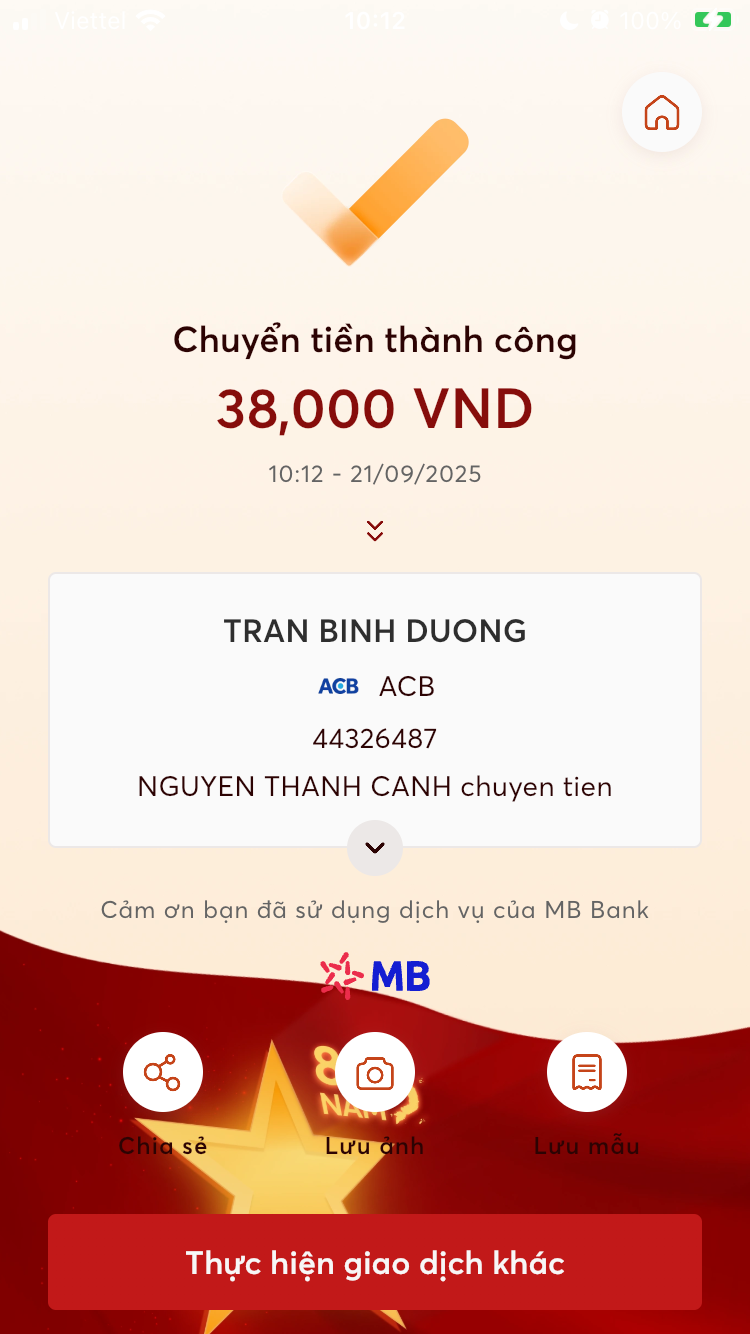 Viettel 10:12 100%
Chuyển tiền thành công
38,000 VND
10:12 - 21/09/2025
TRAN BINH DUONG
ACB ACB
44326487
NGUYEN THANH CANH chuyen tien
Cảm ơn bạn đã sử dụng dịch vụ của MB Bank
MB
8
NĂM
Chia sẻ Lưu ảnh Lưu mẫu
Thực hiện giao dịch khác